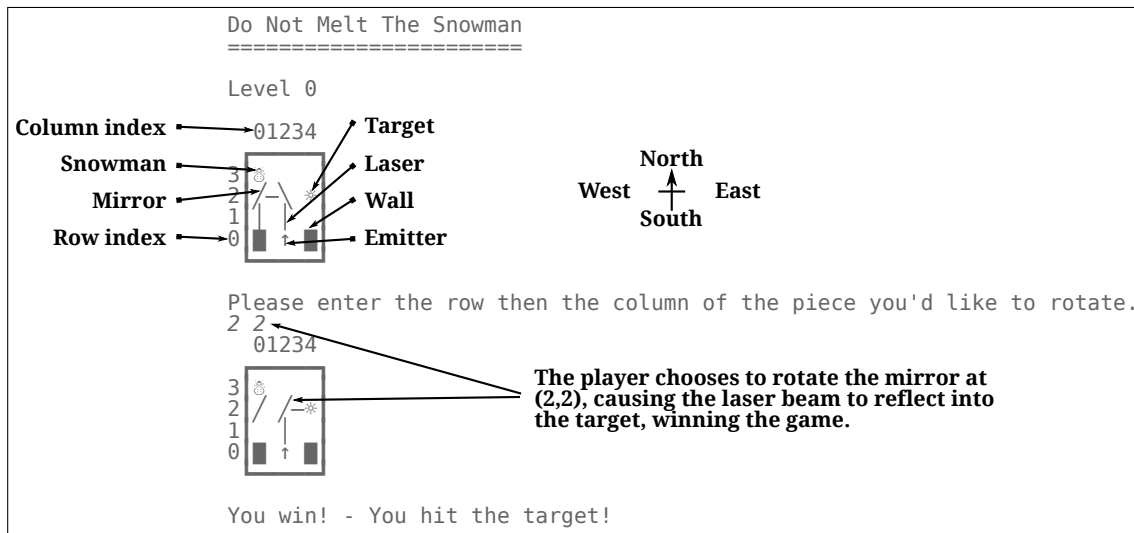 Do Not Melt The Snowman
=======================
Level 0
Column index 01234 Target
Snowman 3 ☃ Laser
Mirror 2 /—\ ☼ Wall
1 | |
Row index 0 █ ↑ █ Emitter
North
West East
South
Please enter the row then the column of the piece you'd like to rotate.
2 2
01234
3 ☃
2 / /—☼
1 |
0 █ ↑ █
The player chooses to rotate the mirror at
(2,2), causing the laser beam to reflect into
the target, winning the game.
You win! - You hit the target!